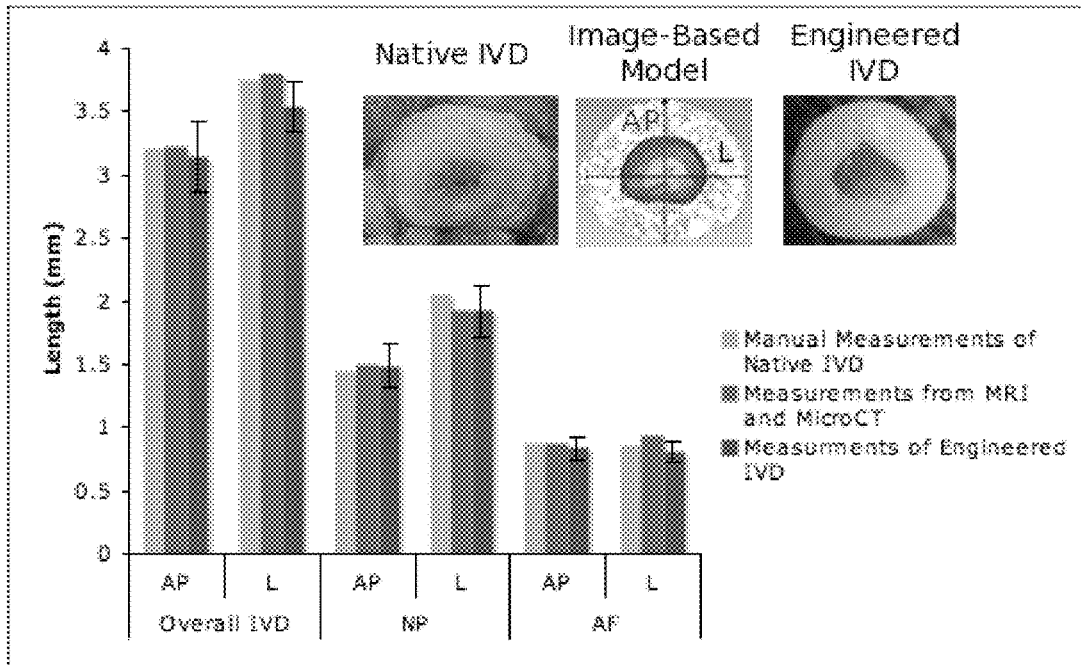 Native IVD
Image-Based
Model
Engineered
IVD
AP
L
4
3.5
3
2.5
2
1.5
1
0.5
0
Length (mm)
Manual Measurements of
Native IVD
Measurements from MRI
and MicroCT
Measurments of Engineered
IVD
AP L AP L AP L
Overall IVD NP AF